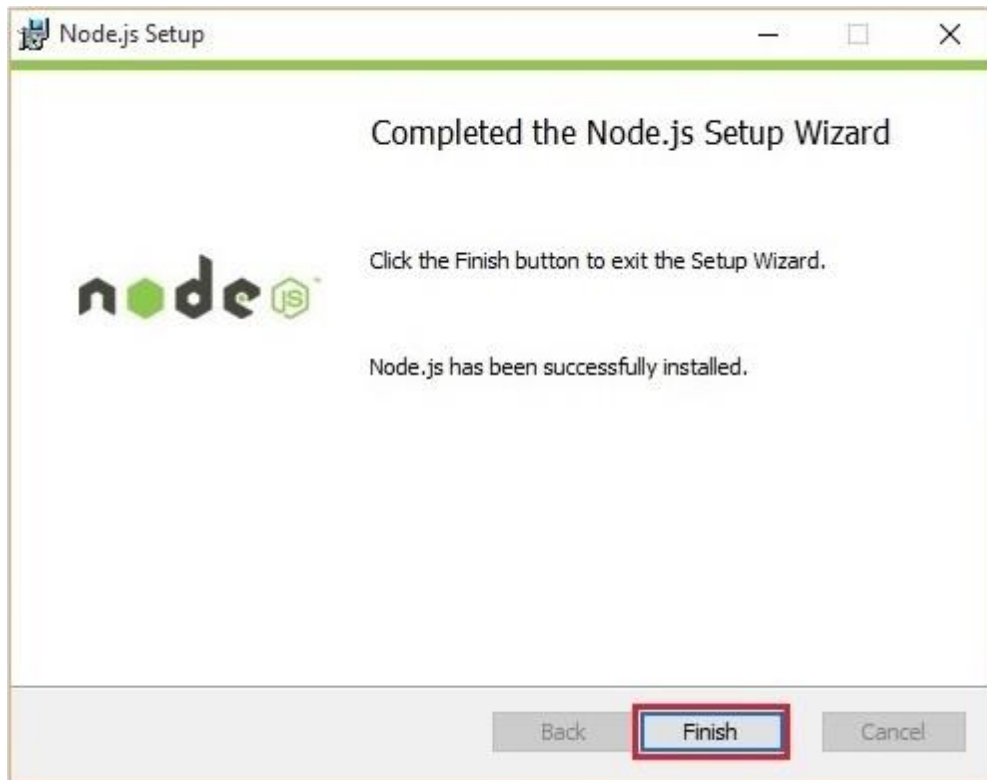 Node.js Setup
Completed the Node.js Setup Wizard
Click the Finish button to exit the Setup Wizard.
node JS™
Node.js has been successfully installed.
Back
Finish
Cancel